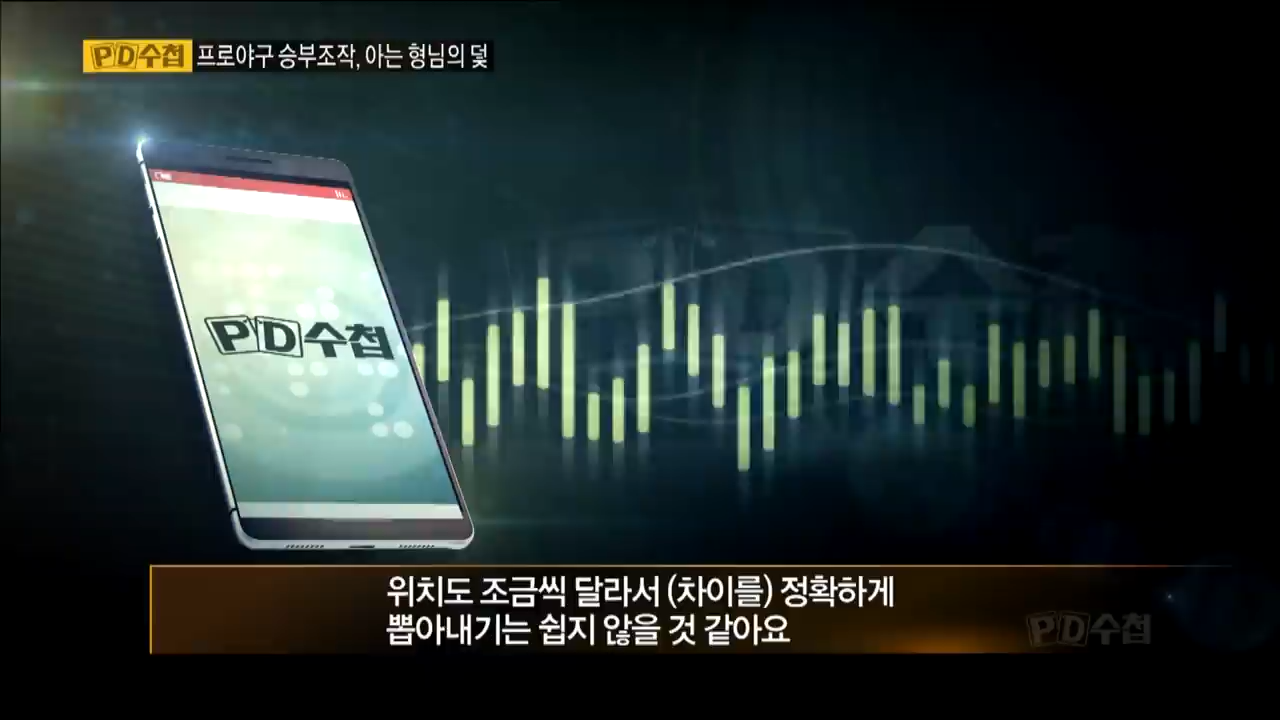 PD수첩 프로야구 승부조작, 아는 형님의 덫
PD수첩
위치도 조금씩 달라서 (차이를) 정확하게
뽑아내기는 쉽지 않을 것 같아요
PD수첩